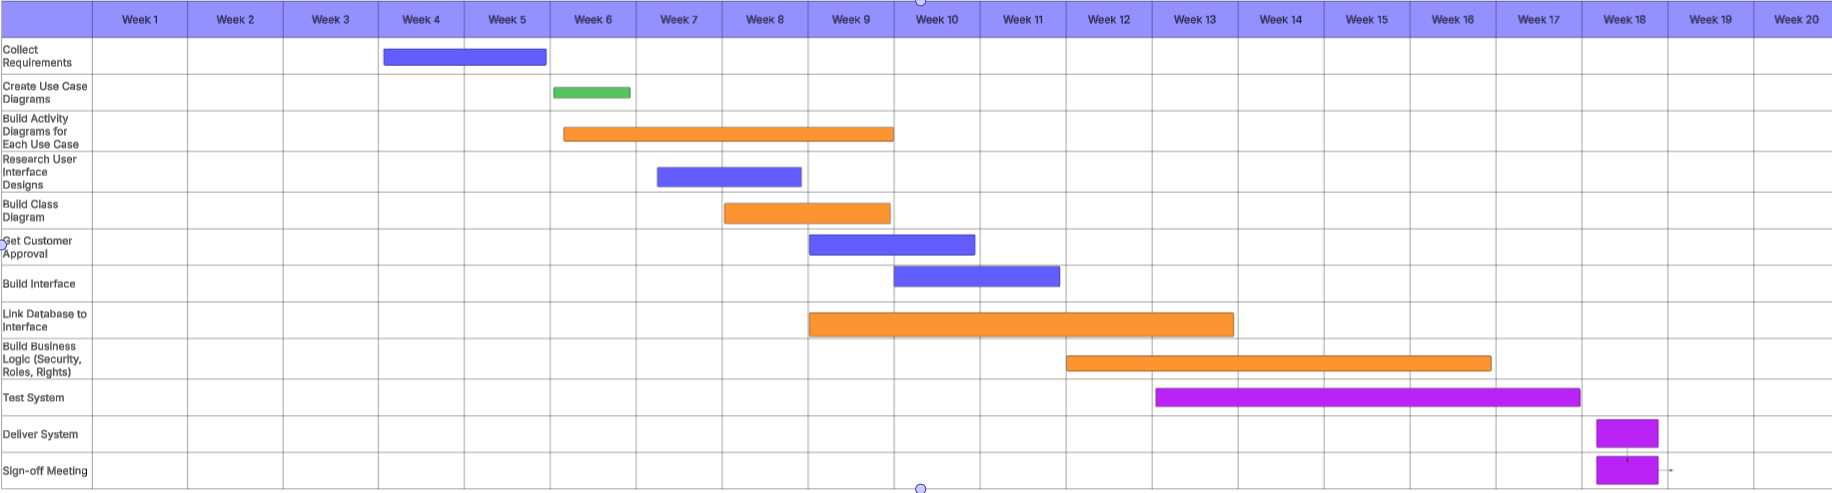 Week 1 Week 2 Week 3 Week 4 Week 5 Week 6 Week 7 Week 8 Week 9 Week 10 Week 11 Week 12 Week 13 Week 14 Week 15 Week 16 Week 17 Week 18 Week 19 Week 20
Collect
Requirements
Create Use Case
Diagrams
Build Activity
Diagrams for
Each Use Case
Research User
Interface
Designs
Build Class
Diagram
Get Customer
Approval
Build Interface
Link Database to
Interface
Build Business
Logic (Security,
Roles, Rights)
Test System
Deliver System
Sign-off Meeting